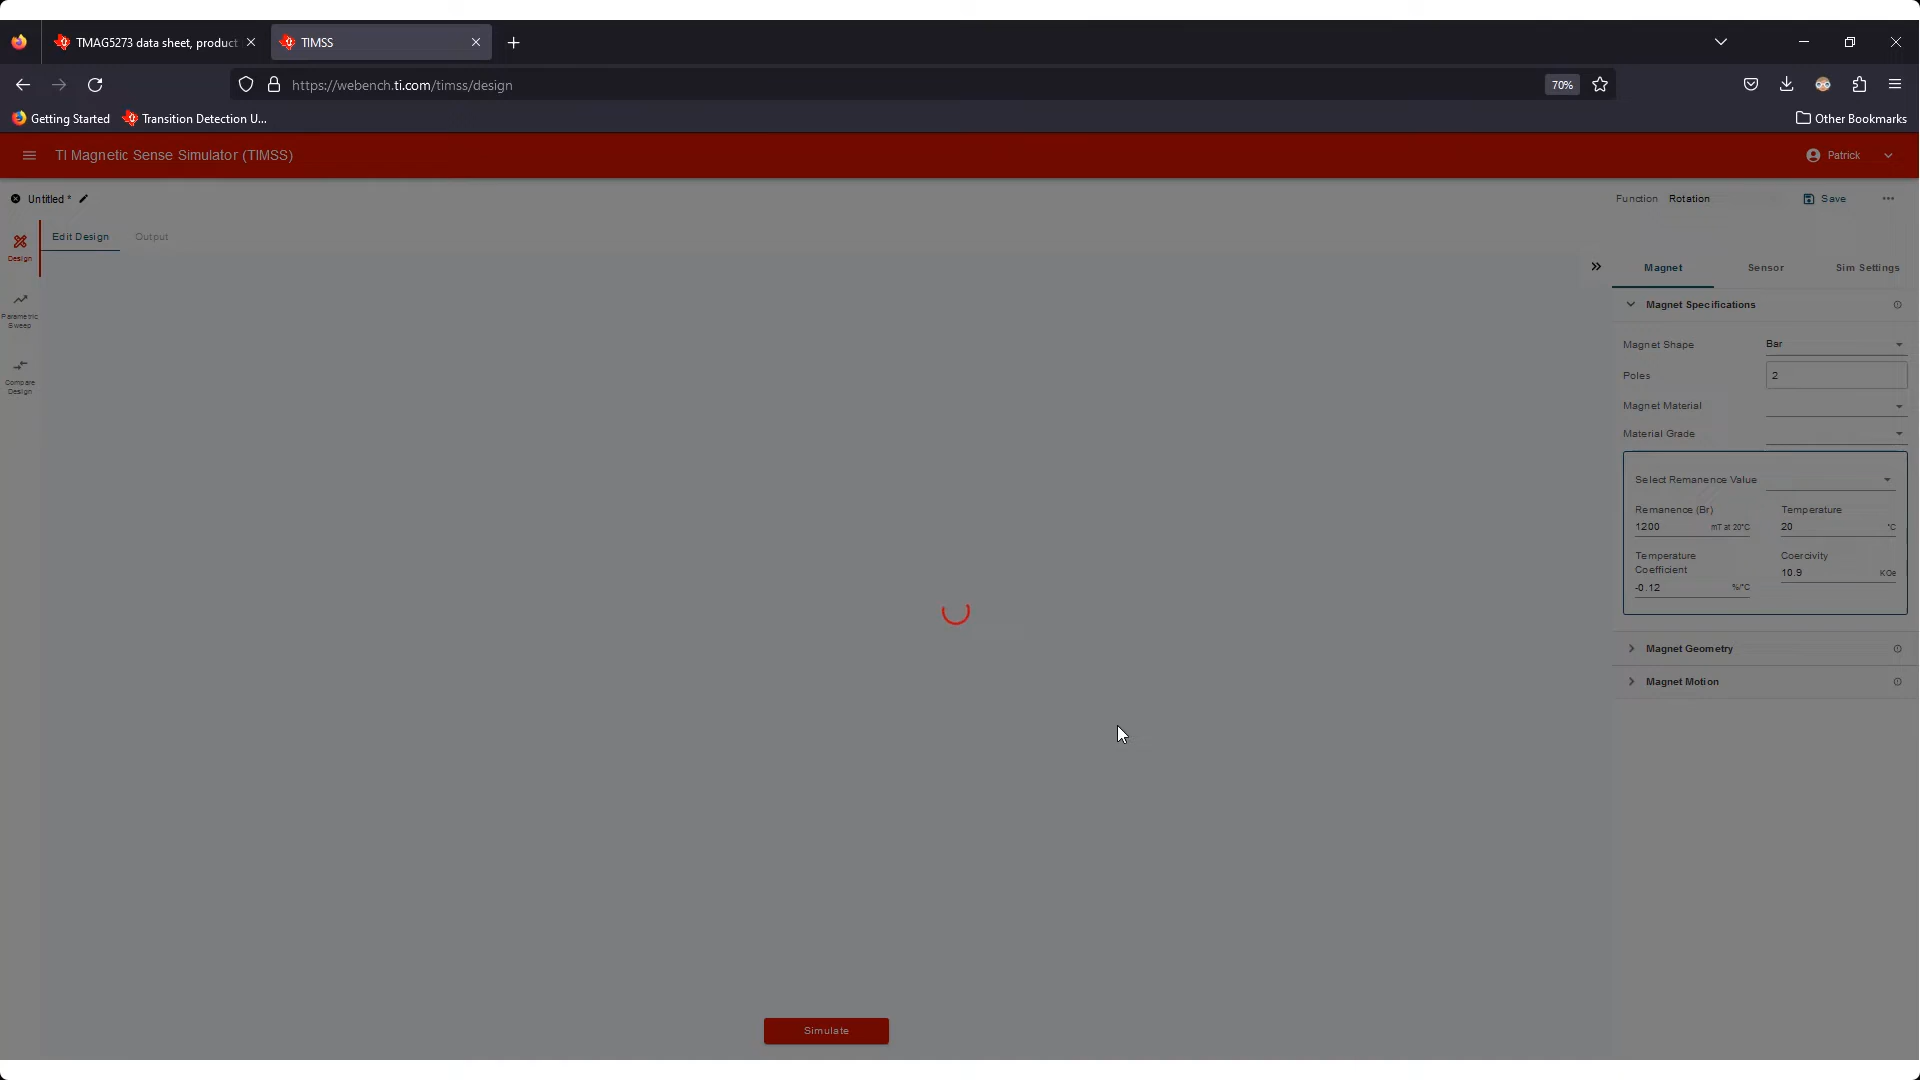 TMAG5273 data sheet, product
TIMSS
https://webench.ti.com/timss/design
70%
Getting Started
Transition Detection U...
Other Bookmarks
TI Magnetic Sense Simulator (TIMSS)
Patrick
Untitled *
Function Rotation
Save
Design
Edit Design
Output
Magnet
Sensor
Sim Settings
Magnet Specifications
Parametric
Sweep
Magnet Shape
Bar
Poles
2
Compare
Design
Magnet Material
Material Grade
Select Remanence Value
Remanence (Br)
Temperature
1200 mT at 20°C
20 °C
Temperature
Coefficient
Coercivity
10.9 KOe
-0.12 %/°C
Magnet Geometry
Magnet Motion
Simulate